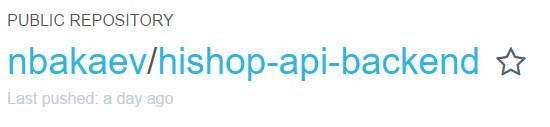 PUBLIC REPOSITORY
nbakaev/hishop-api-backend
Last pushed: a day ago